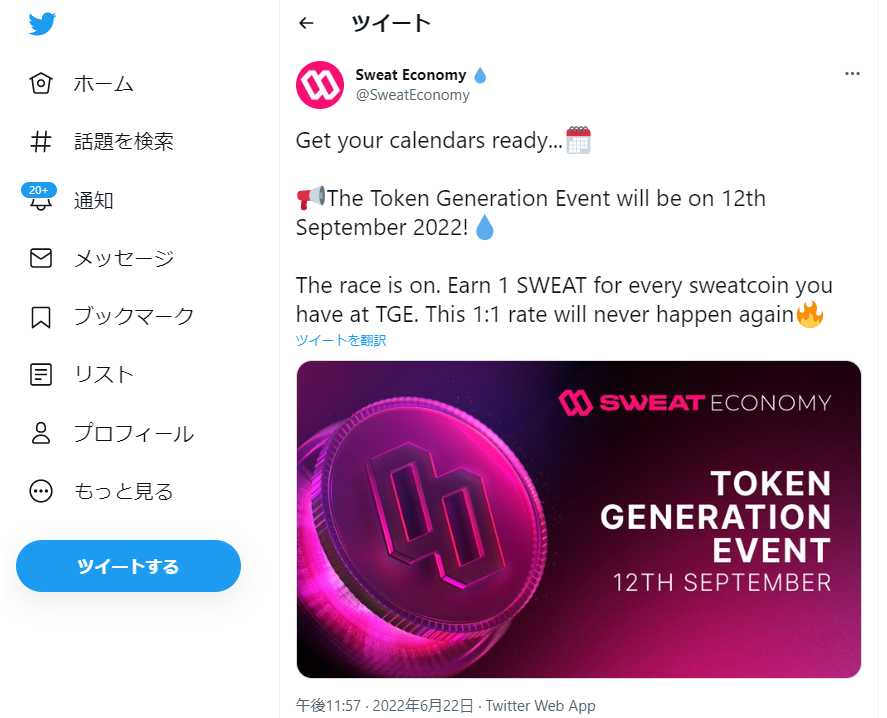 ツイート
ホーム
話題を検索
20+
通知
メッセージ
ブックマーク
リスト
プロフィール
もっと見る
ツイートする
Sweat Economy 💧
@SweatEconomy
Get your calendars ready...🗓️
📢The Token Generation Event will be on 12th
September 2022!💧
The race is on. Earn 1 SWEAT for every sweatcoin you
have at TGE. This 1:1 rate will never happen again🔥
ツイートを翻訳
SWEAT ECONOMY
TOKEN
GENERATION
EVENT
12TH SEPTEMBER
午後11:57 · 2022年6月22日 · Twitter Web App